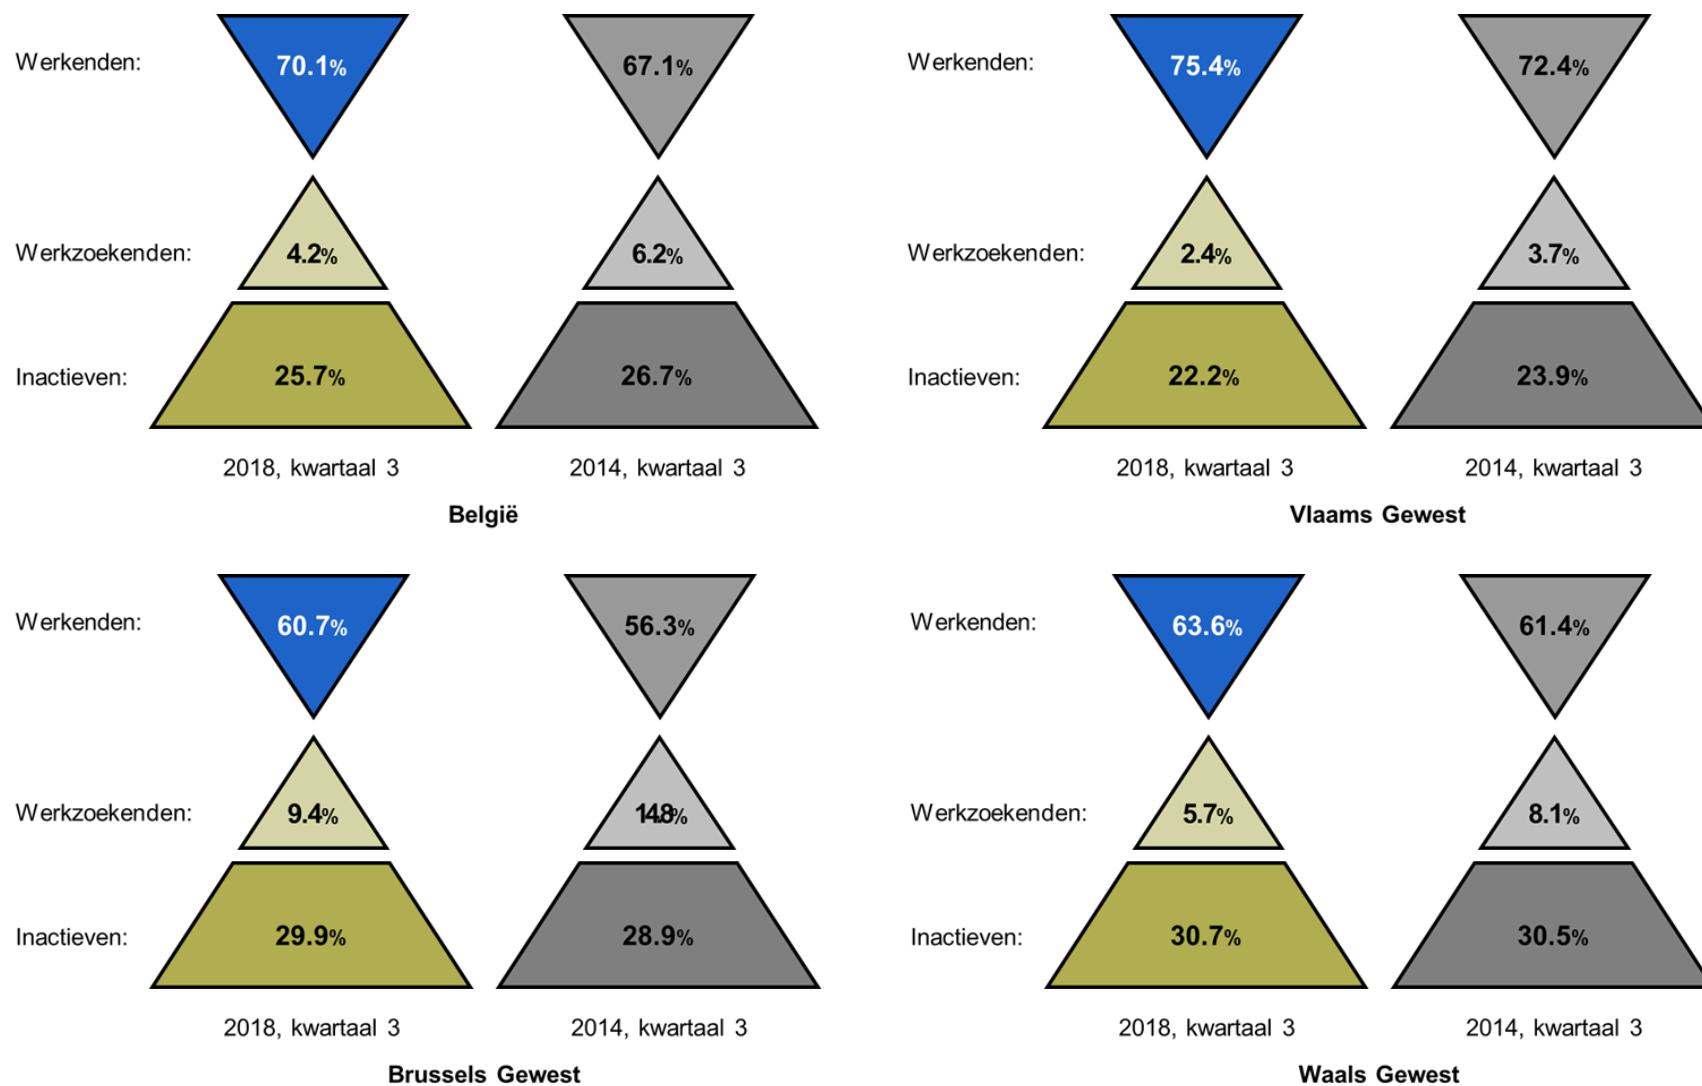 Werkenden: 70.1% 67.1%
Werkzoekenden: 4.2% 6.2%
Inactieven: 25.7% 26.7%
2018, kwartaal 3 2014, kwartaal 3
België
Werkenden: 75.4% 72.4%
Werkzoekenden: 2.4% 3.7%
Inactieven: 22.2% 23.9%
2018, kwartaal 3 2014, kwartaal 3
Vlaams Gewest
Werkenden: 60.7% 56.3%
Werkzoekenden: 9.4% 14.8%
Inactieven: 29.9% 28.9%
2018, kwartaal 3 2014, kwartaal 3
Brussels Gewest
Werkenden: 63.6% 61.4%
Werkzoekenden: 5.7% 8.1%
Inactieven: 30.7% 30.5%
2018, kwartaal 3 2014, kwartaal 3
Waals Gewest